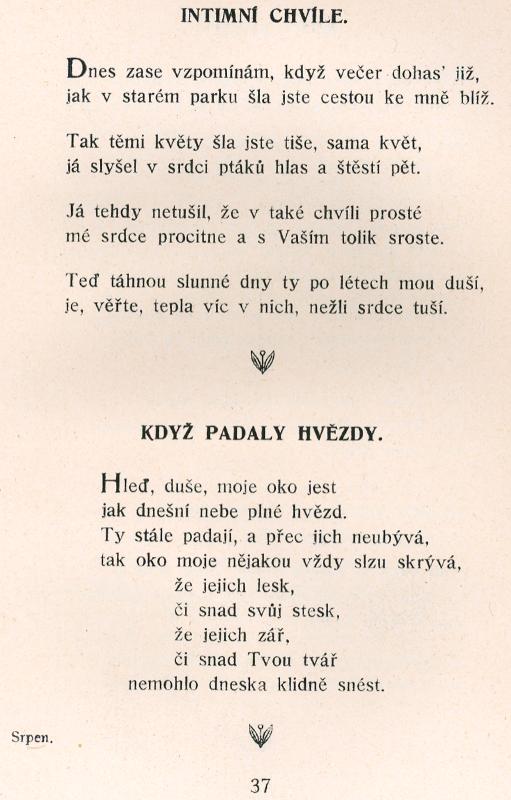 INTIMNÍ CHVÍLE.
Dnes zase vzpomínám, když večer dohas’ již,
jak v starém parku šla jste cestou ke mně blíž.
Tak těmi květy šla jste tiše, sama květ,
já slyšel v srdci ptáků hlas a štěstí pět.
Já tehdy netušil, že v také chvíli prosté
mé srdce procitne a s Vaším tolik sroste.
Teď táhnou slunné dny ty po létech mou duší,
je, věřte, tepla víc v nich, nežli srdce tuší.
KDYŽ PADALY HVĚZDY.
Hleď, duše, moje oko jest
jak dnešní nebe plné hvězd.
Ty stále padají, a přec jich neubývá,
tak oko moje nějakou vždy slzu skrývá,
že jejich lesk,
či snad svůj stesk,
že jejich zář,
či snad Tvou tvář
nemohlo dneska klidně snést.
Srpen.
37